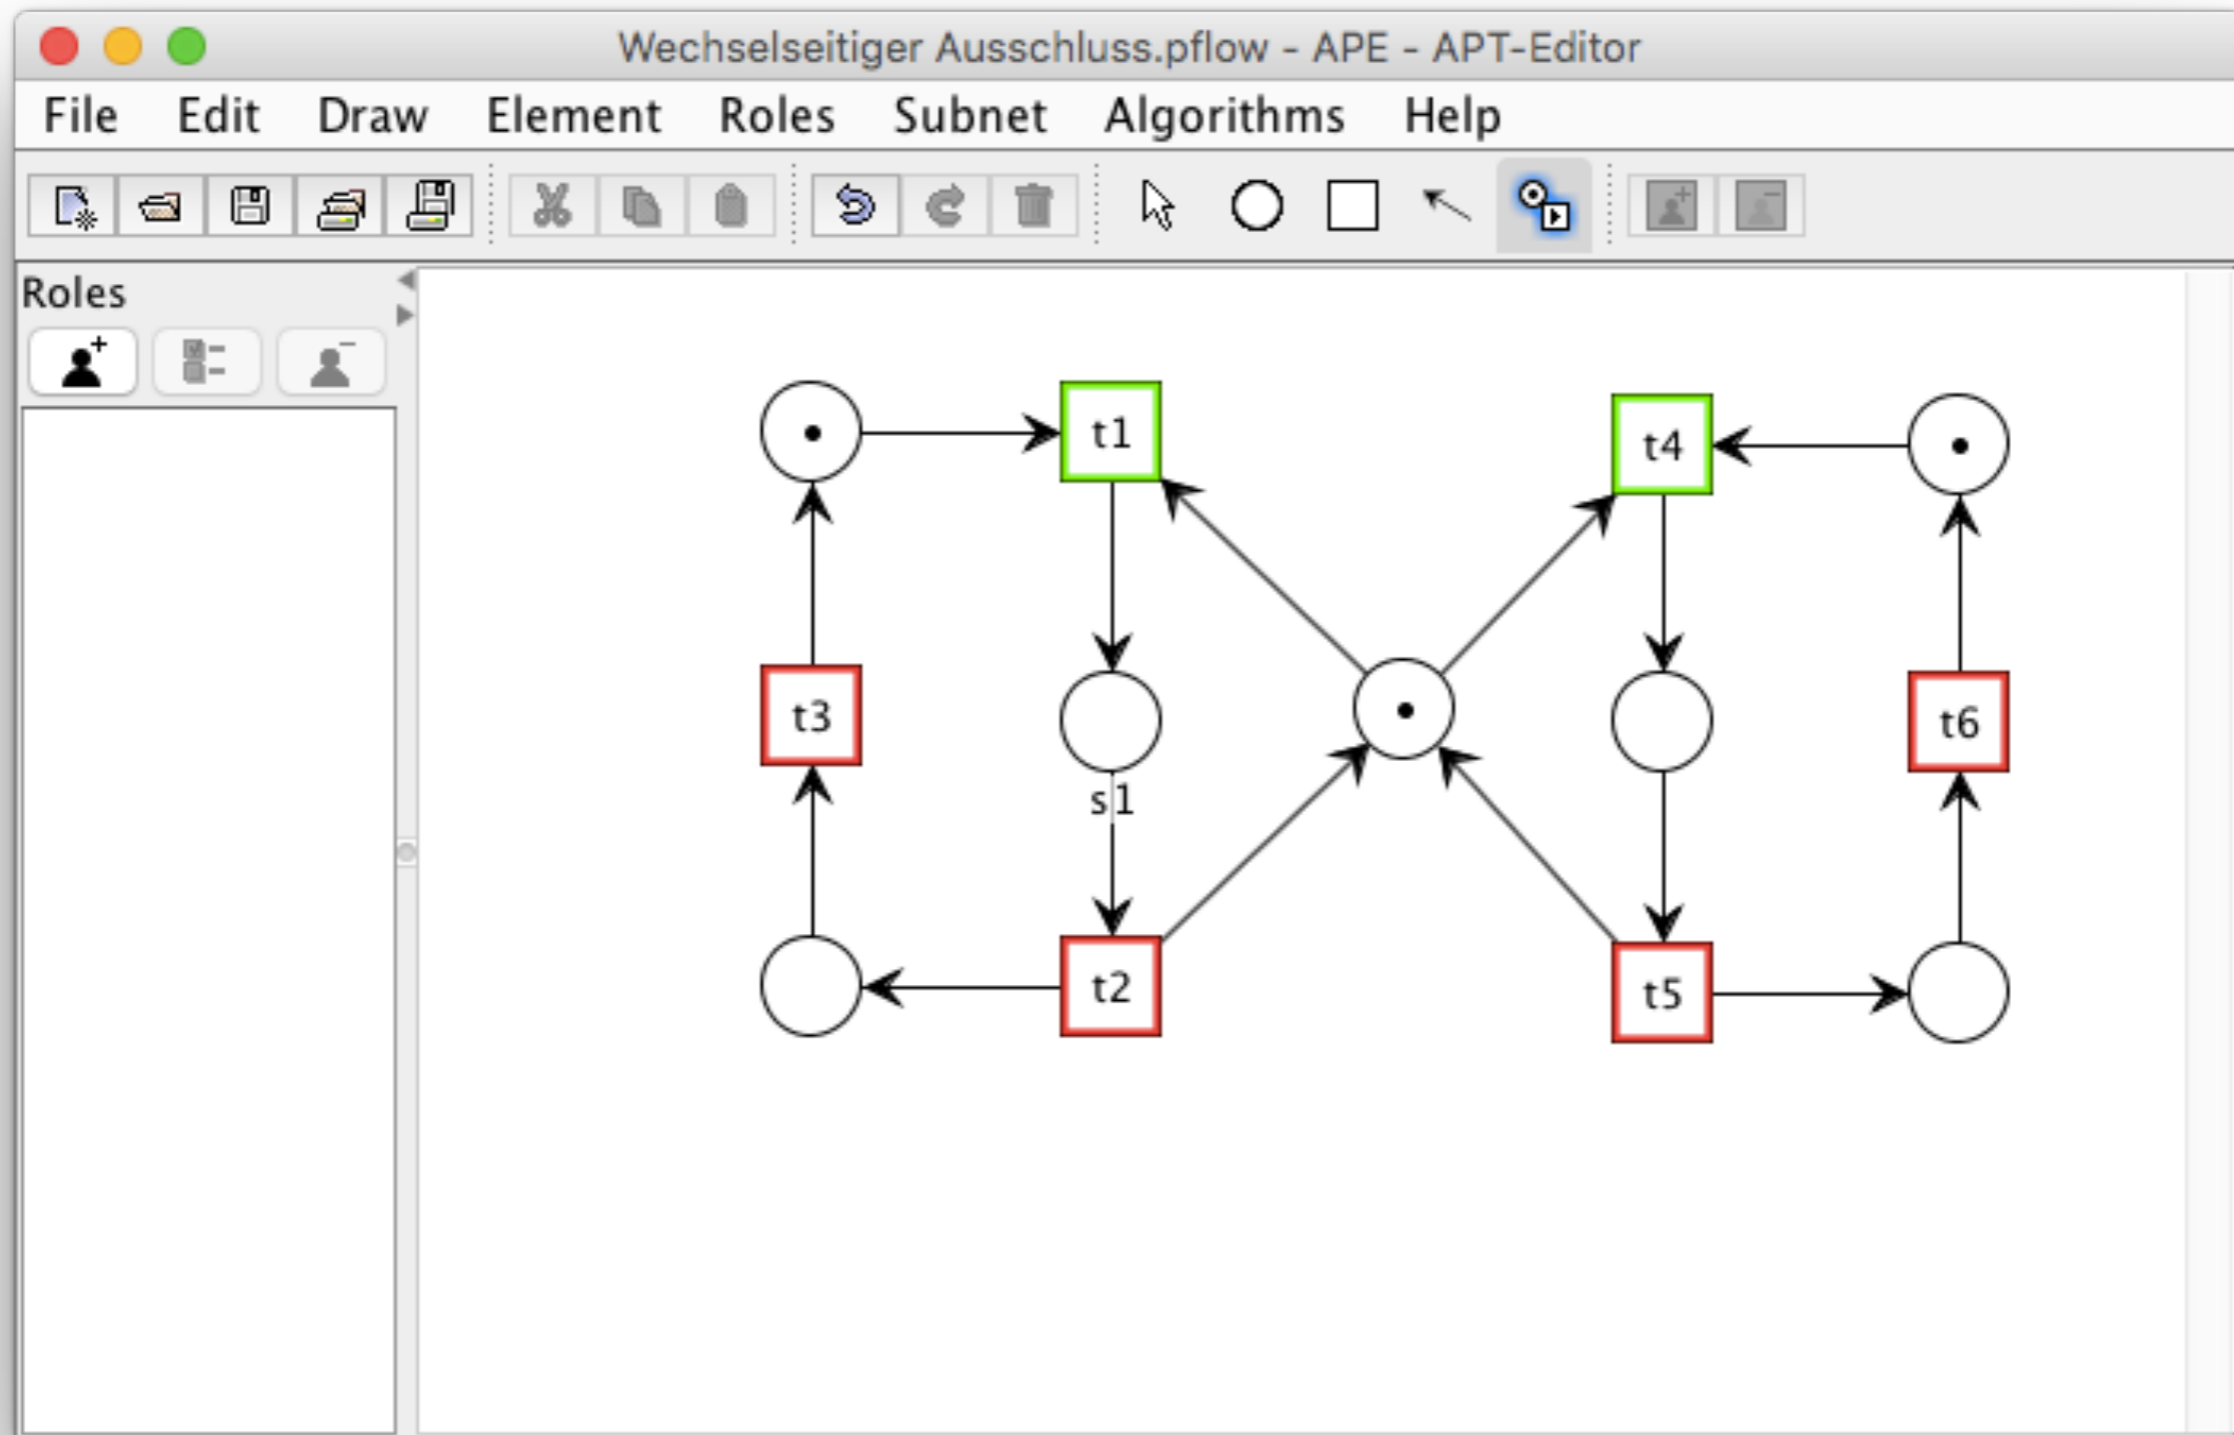 Wechselseitiger Ausschluss.pflow - APE - APT-Editor
File Edit Draw Element Roles Subnet Algorithms Help
Roles
t1 t4
t3 t6
s1
t2 t5